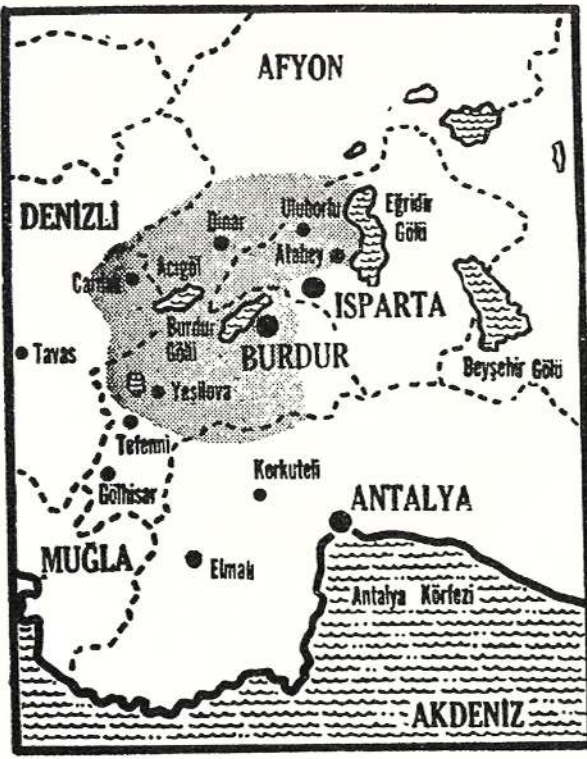 AFYON
DENİZLİ
Dinar
Uluborlu
Eğridir
Gölü
Atabey
Çardak
Acıgöl
ISPARTA
Burdur
Gölü
BURDUR
Tavas
Beyşehir Gölü
Yeşilova
Tefenni
Gölhisar
Korkuteli
ANTALYA
MUĞLA
Elmalı
Antalya Körfezi
AKDENİZ